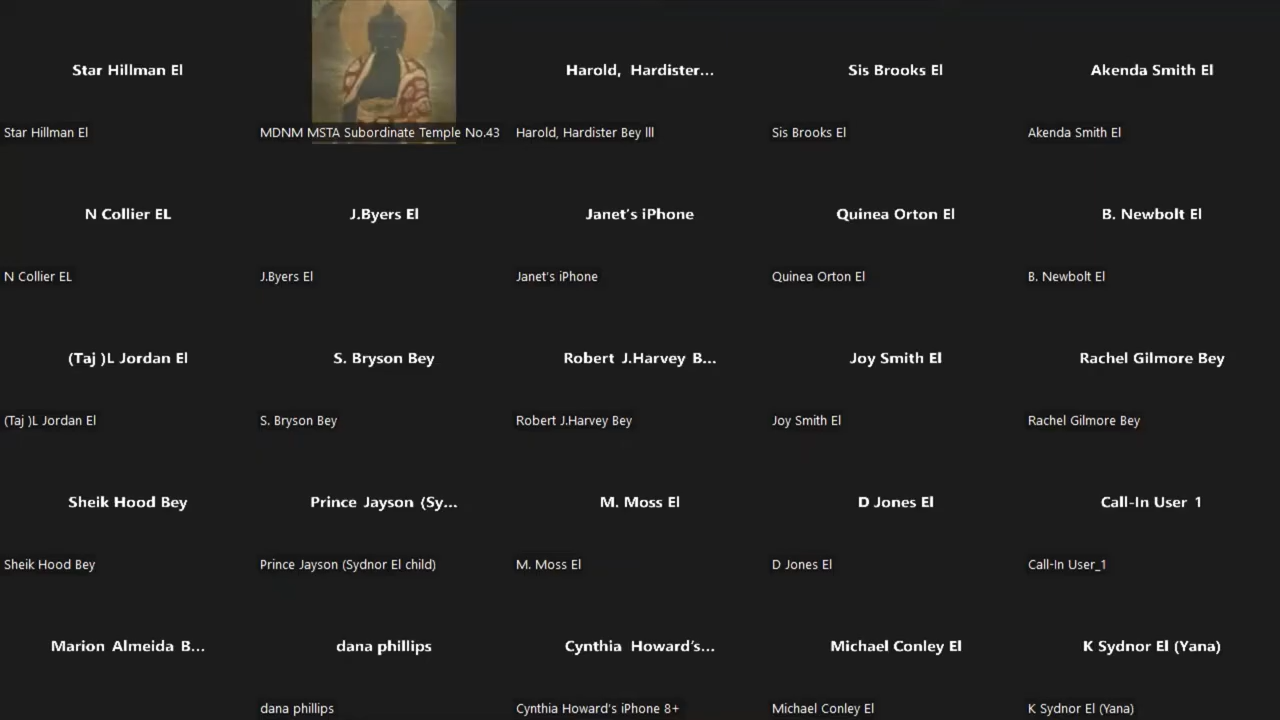 Star Hillman El
Harold, Hardister...
Sis Brooks El
Akenda Smith El
Star Hillman El
MDNM MSTA Subordinate Temple No.43
Harold, Hardister Bey lll
Sis Brooks El
Akenda Smith El
N Collier EL
J.Byers El
Janet's iPhone
Quinea Orton El
B. Newbolt El
N Collier EL
J.Byers El
Janet's iPhone
Quinea Orton El
B. Newbolt El
(Taj )L Jordan El
S. Bryson Bey
Robert J.Harvey B...
Joy Smith El
Rachel Gilmore Bey
(Taj )L Jordan El
S. Bryson Bey
Robert J.Harvey Bey
Joy Smith El
Rachel Gilmore Bey
Sheik Hood Bey
Prince Jayson (Sy...
M. Moss El
D Jones El
Call-In User 1
Sheik Hood Bey
Prince Jayson (Sydnor El child)
M. Moss El
D Jones El
Call-In User_1
Marion Almeida B...
dana phillips
Cynthia Howard's...
Michael Conley El
K Sydnor El (Yana)
dana phillips
Cynthia Howard's iPhone 8+
Michael Conley El
K Sydnor El (Yana)